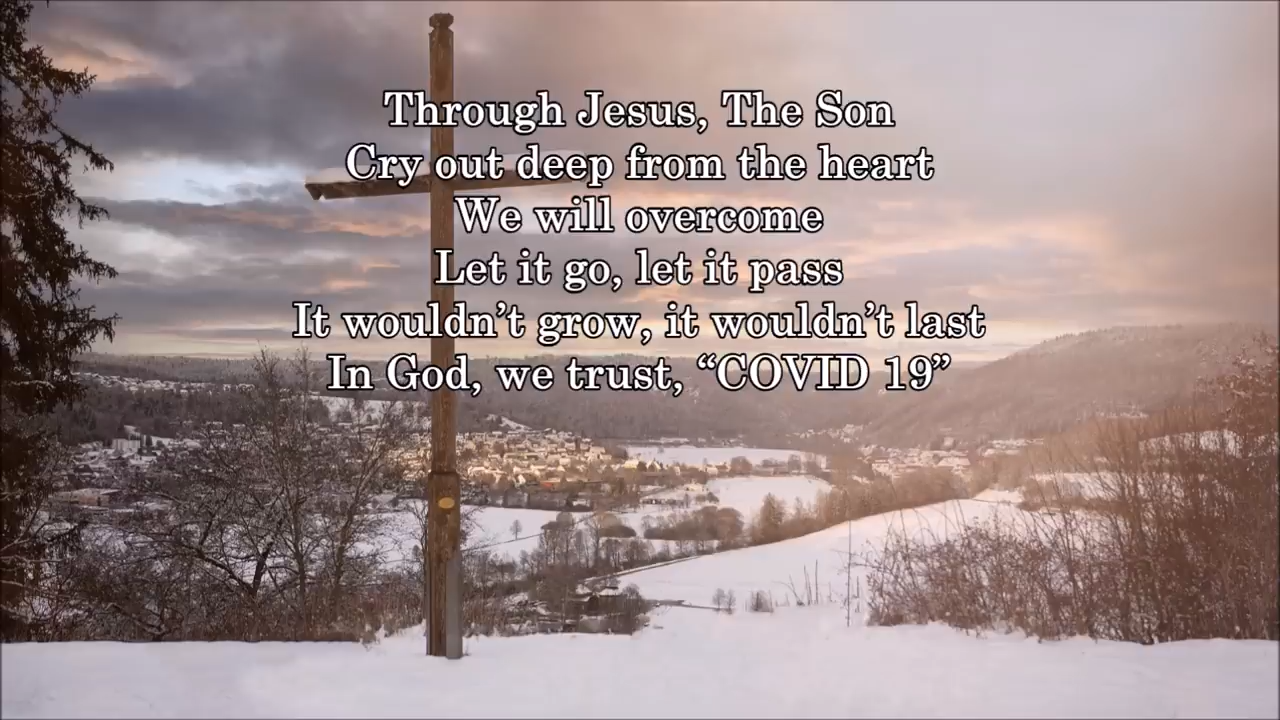 Through Jesus, The Son
Cry out deep from the heart
We will overcome
Let it go, let it pass
It wouldn’t grow, it wouldn’t last
In God, we trust, “COVID 19”